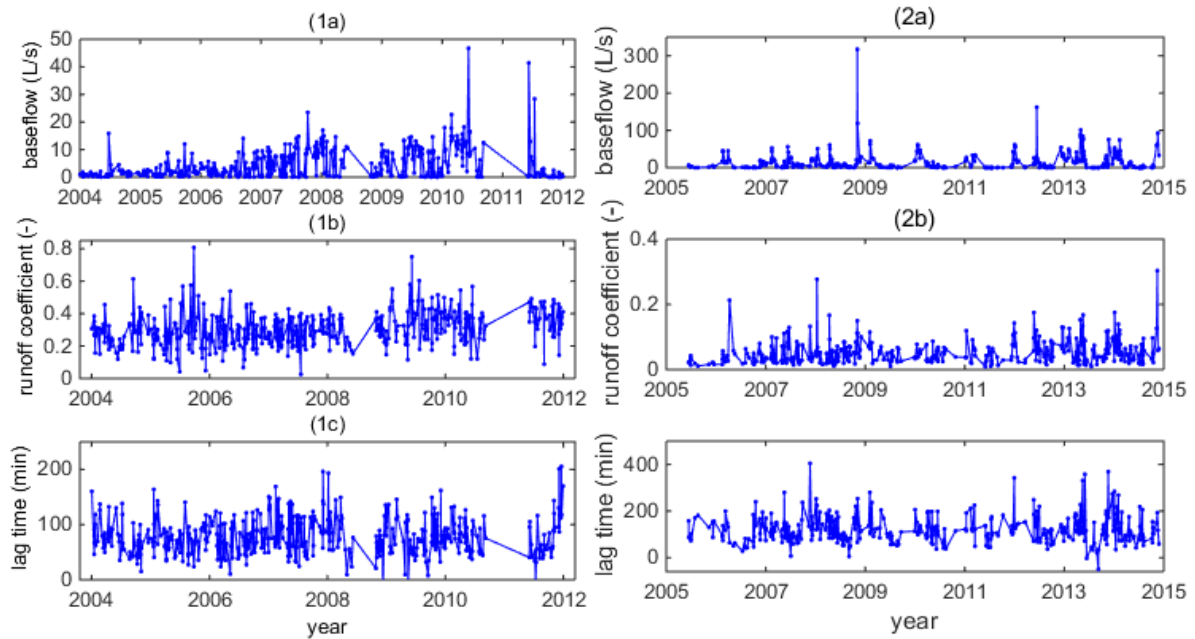 (1a)
baseflow (L/s)
50
40
30
20
10
0
2004 2005 2006 2007 2008 2009 2010 2011 2012
(1b)
runoff coefficient (-)
0.8
0.6
0.4
0.2
0
2004 2006 2008 2010 2012
(1c)
lag time (min)
200
100
0
2004 2006 2008 2010 2012
year
(2a)
baseflow (L/s)
300
200
100
0
2005 2007 2009 2011 2013 2015
(2b)
runoff coefficient (-)
0.4
0.2
0
2005 2007 2009 2011 2013 2015
lag time (min)
400
200
0
2005 2007 2009 2011 2013 2015
year